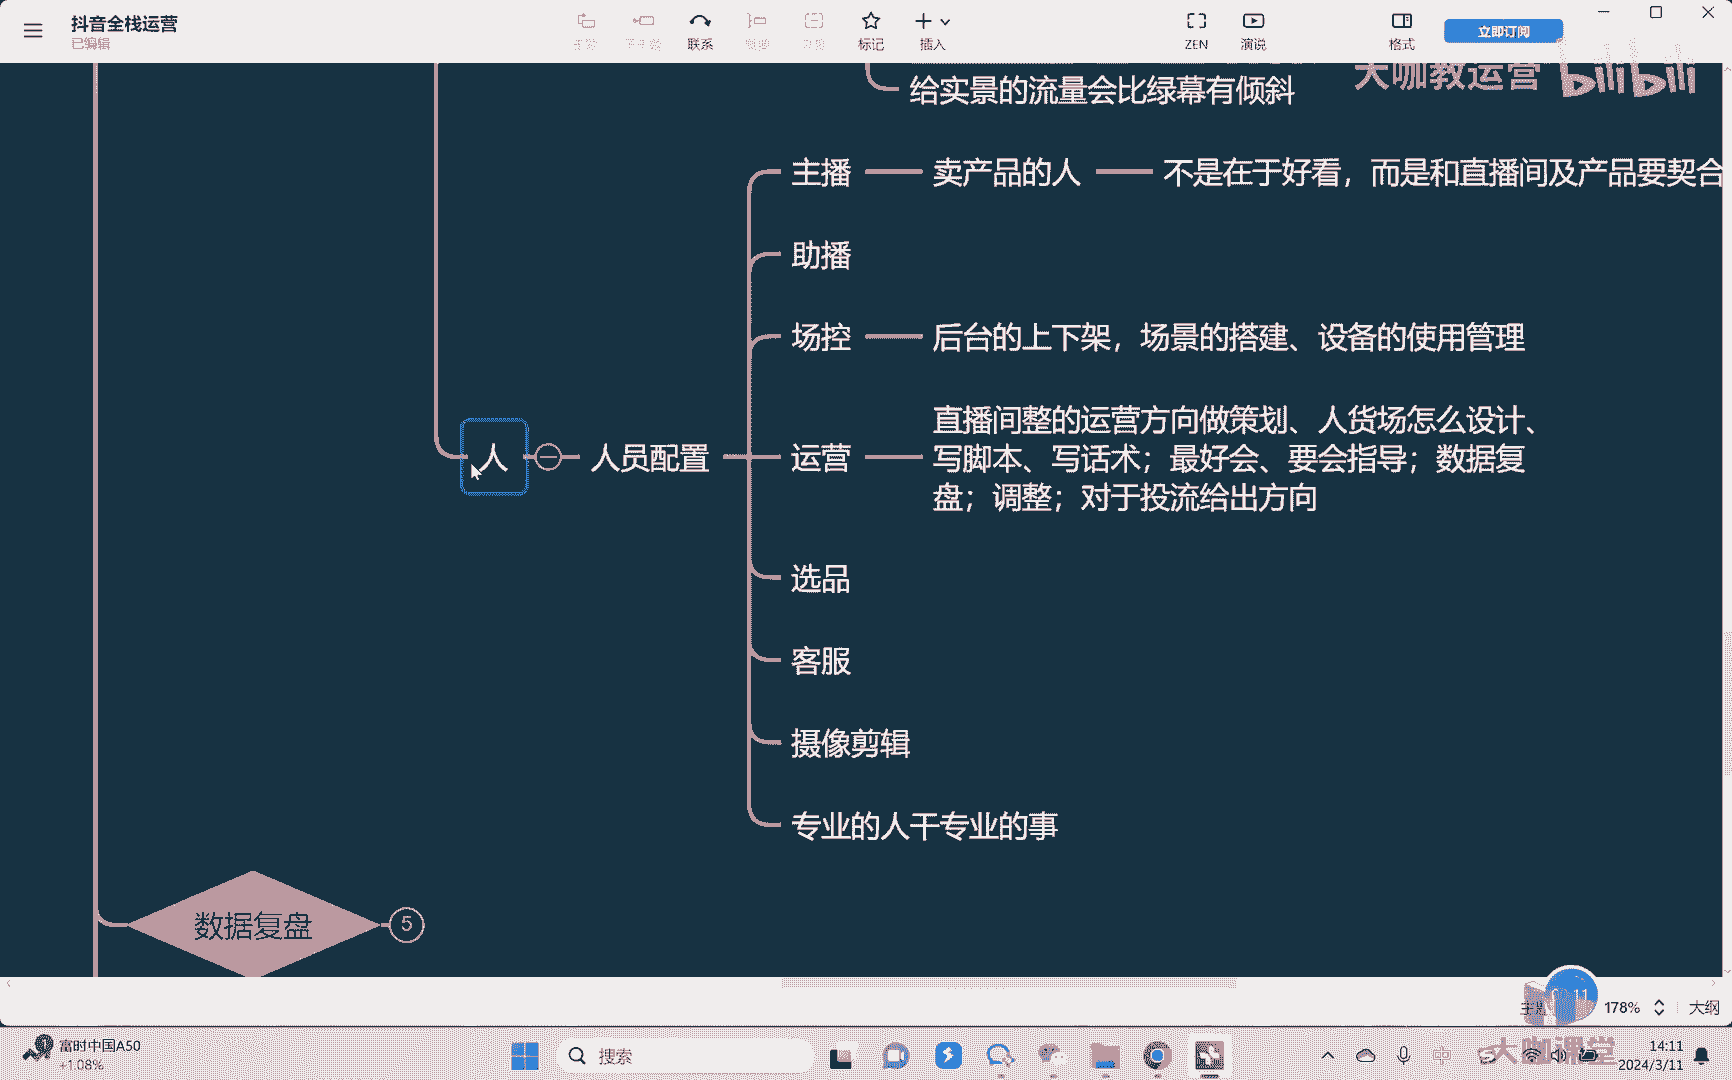 抖音全栈运营
已编辑
联系
标记
插入
ZEN
演说
格式
立即订阅
大咖教运营 bilibili
给实景的流量会比绿幕有倾斜
主播
卖产品的人
不是在于好看，而是和直播间及产品要契合
助播
场控
后台的上下架，场景的搭建、设备的使用管理
人
人员配置
运营
直播间整的运营方向做策划、人货场怎么设计、
写脚本、写话术；最好会、要会指导；数据复
盘；调整；对于投流给出方向
选品
客服
摄像剪辑
专业的人干专业的事
数据复盘
5
178%
大纲
富时中国A50
+1.08%
搜索
中
大咖课堂
14:11
2024/3/11